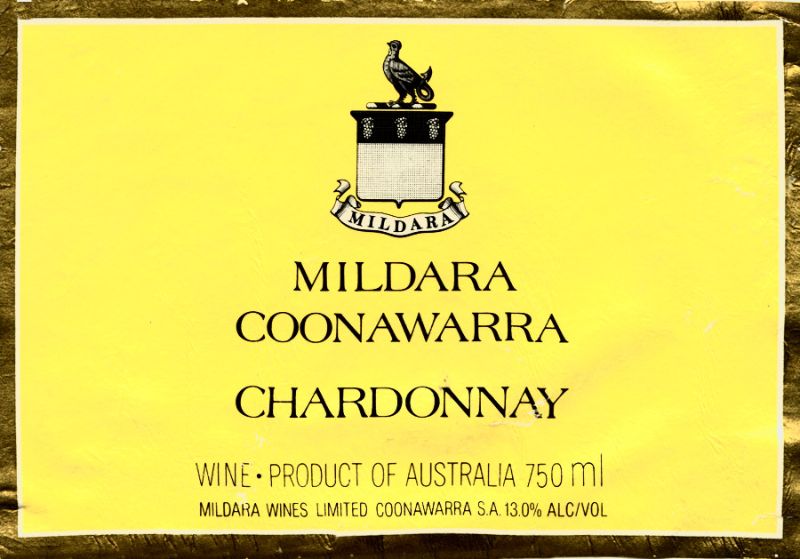 MILDARA
MILDARA
COONAWARRA
CHARDONNAY
WINE • PRODUCT OF AUSTRALIA 750 ml
MILDARA WINES LIMITED COONAWARRA S.A. 13.0% ALC/VOL